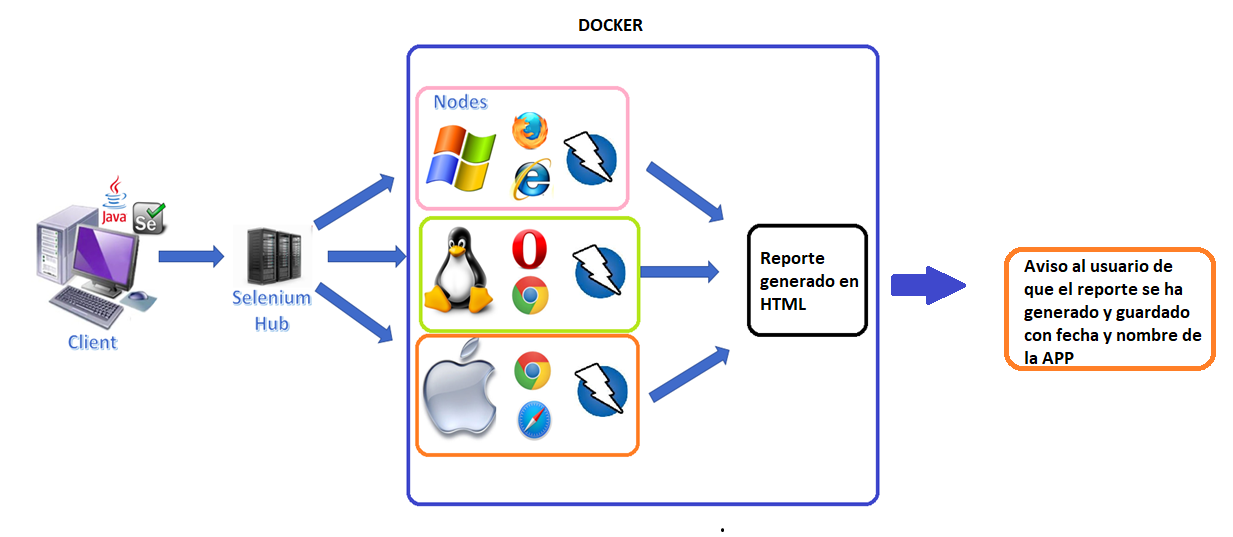 DOCKER
Nodes
Java
Se
Client
Selenium
Hub
Reporte
generado en
HTML
Aviso al usuario de
que el reporte se ha
generado y guardado
con fecha y nombre de
la APP
.